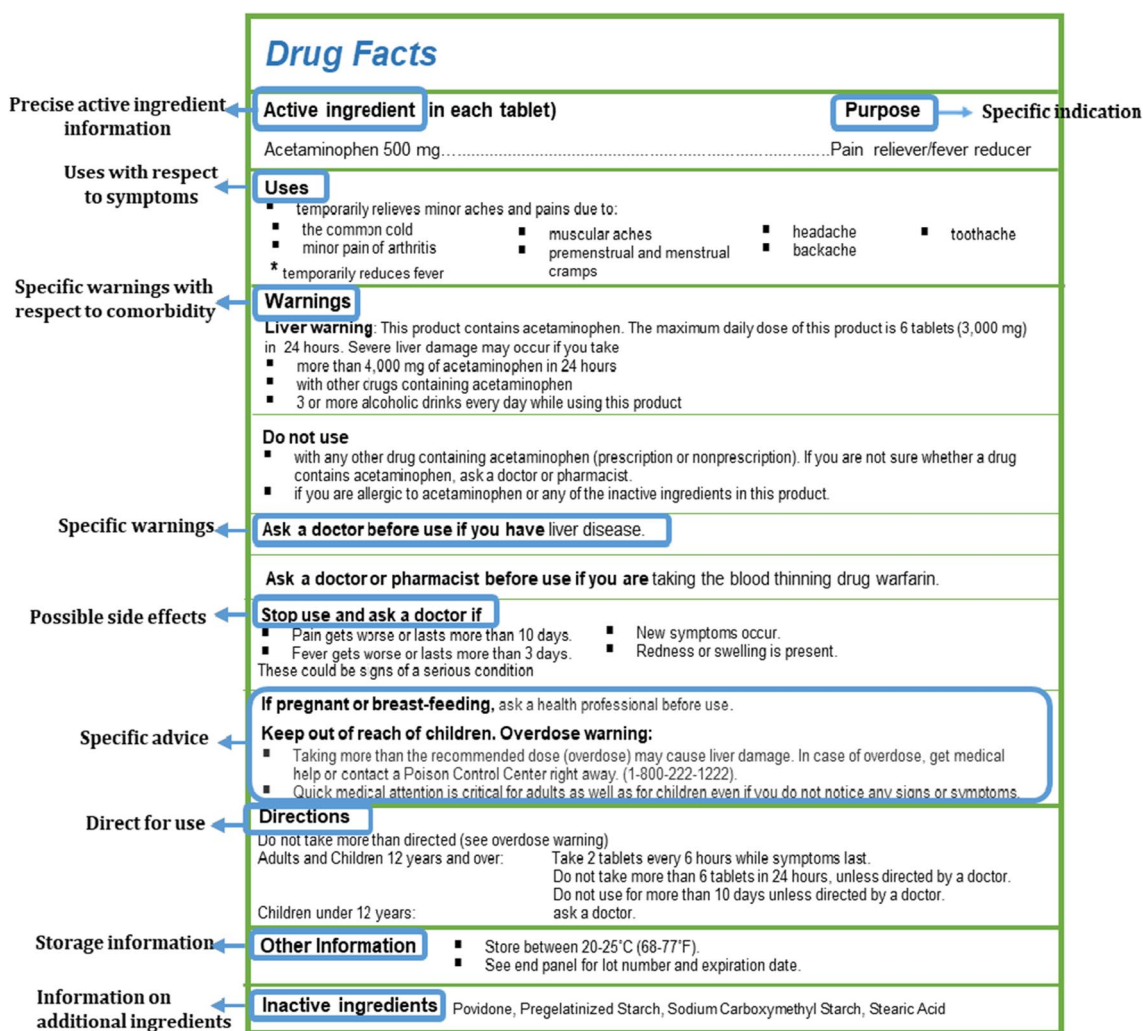 Drug Facts
Precise active ingredient
information
Active ingredient (in each tablet)
Purpose
Specific indication
Acetaminophen 500 mg..............................................................................Pain reliever/fever reducer
Uses with respect
to symptoms
Uses
▪ temporarily relieves minor aches and pains due to:
▪ the common cold
▪ minor pain of arthritis
▪ muscular aches
▪ premenstrual and menstrual
cramps
▪ headache
▪ backache
▪ toothache
* temporarily reduces fever
Specific warnings with
respect to comorbidity
Warnings
Liver warning: This product contains acetaminophen. The maximum daily dose of this product is 6 tablets (3,000 mg)
in 24 hours. Severe liver damage may occur if you take
▪ more than 4,000 mg of acetaminophen in 24 hours
▪ with other drugs containing acetaminophen
▪ 3 or more alcoholic drinks every day while using this product
Do not use
▪ with any other drug containing acetaminophen (prescription or nonprescription). If you are not sure whether a drug
contains acetaminophen, ask a doctor or pharmacist.
▪ if you are allergic to acetaminophen or any of the inactive ingredients in this product.
Specific warnings
Ask a doctor before use if you have liver disease.
Ask a doctor or pharmacist before use if you are taking the blood thinning drug warfarin.
Possible side effects
Stop use and ask a doctor if
▪ Pain gets worse or lasts more than 10 days.
▪ Fever gets worse or lasts more than 3 days.
▪ New symptoms occur.
▪ Redness or swelling is present.
These could be signs of a serious condition
Specific advice
If pregnant or breast-feeding, ask a health professional before use.
Keep out of reach of children. Overdose warning:
▪ Taking more than the recommended dose (overdose) may cause liver damage. In case of overdose, get medical
help or contact a Poison Control Center right away. (1-800-222-1222).
▪ Quick medical attention is critical for adults as well as for children even if you do not notice any signs or symptoms.
Direct for use
Directions
Do not take more than directed (see overdose warning)
Adults and Children 12 years and over: Take 2 tablets every 6 hours while symptoms last.
Do not take more than 6 tablets in 24 hours, unless directed by a doctor.
Do not use for more than 10 days unless directed by a doctor.
Children under 12 years: ask a doctor.
Storage information
Other Information
▪ Store between 20-25°C (68-77°F).
▪ See end panel for lot number and expiration date.
Information on
additional ingredients
Inactive ingredients Povidone, Pregelatinized Starch, Sodium Carboxymethyl Starch, Stearic Acid